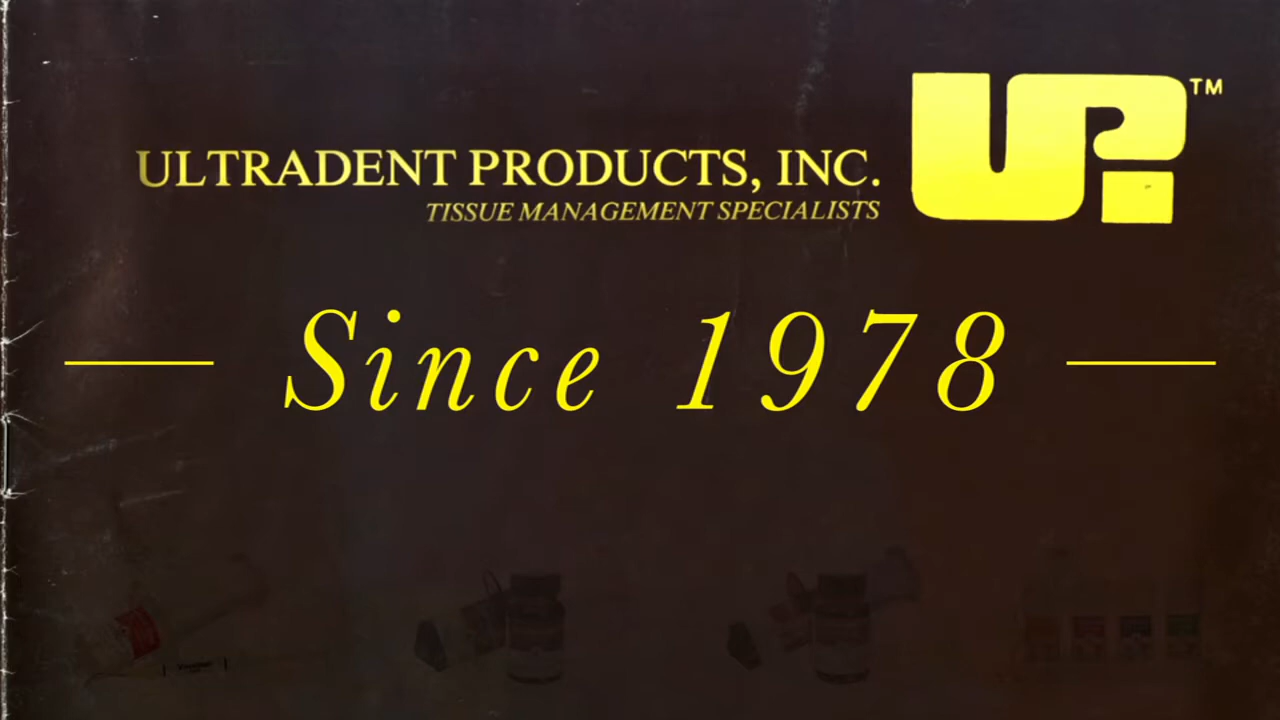 UP™
ULTRADENT PRODUCTS, INC.
TISSUE MANAGEMENT SPECIALISTS
Since 1978